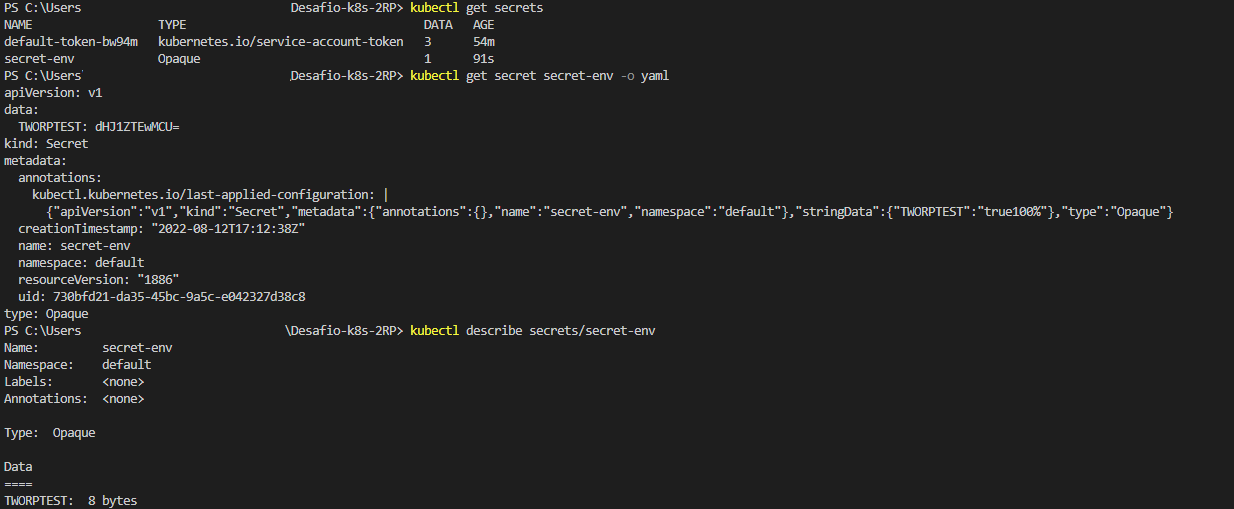 PS C:\Users Desafio-k8s-2RP> kubectl get secrets
NAME TYPE DATA AGE
default-token-bw94m kubernetes.io/service-account-token 3 54m
secret-env Opaque 1 91s
PS C:\Users Desafio-k8s-2RP> kubectl get secret secret-env -o yaml
apiVersion: v1
data:
  TWORPTEST: dHJ1ZTEwMCU=
kind: Secret
metadata:
  annotations:
    kubectl.kubernetes.io/last-applied-configuration: |
      {"apiVersion":"v1","kind":"Secret","metadata":{"annotations":{},"name":"secret-env","namespace":"default"},"stringData":{"TWORPTEST":"true100%"},"type":"Opaque"}
  creationTimestamp: "2022-08-12T17:12:38Z"
  name: secret-env
  namespace: default
  resourceVersion: "1886"
  uid: 730bfd21-da35-45bc-9a5c-e042327d38c8
type: Opaque
PS C:\Users \Desafio-k8s-2RP> kubectl describe secrets/secret-env
Name: secret-env
Namespace: default
Labels: <none>
Annotations: <none>
Type: Opaque
Data
====
TWORPTEST: 8 bytes